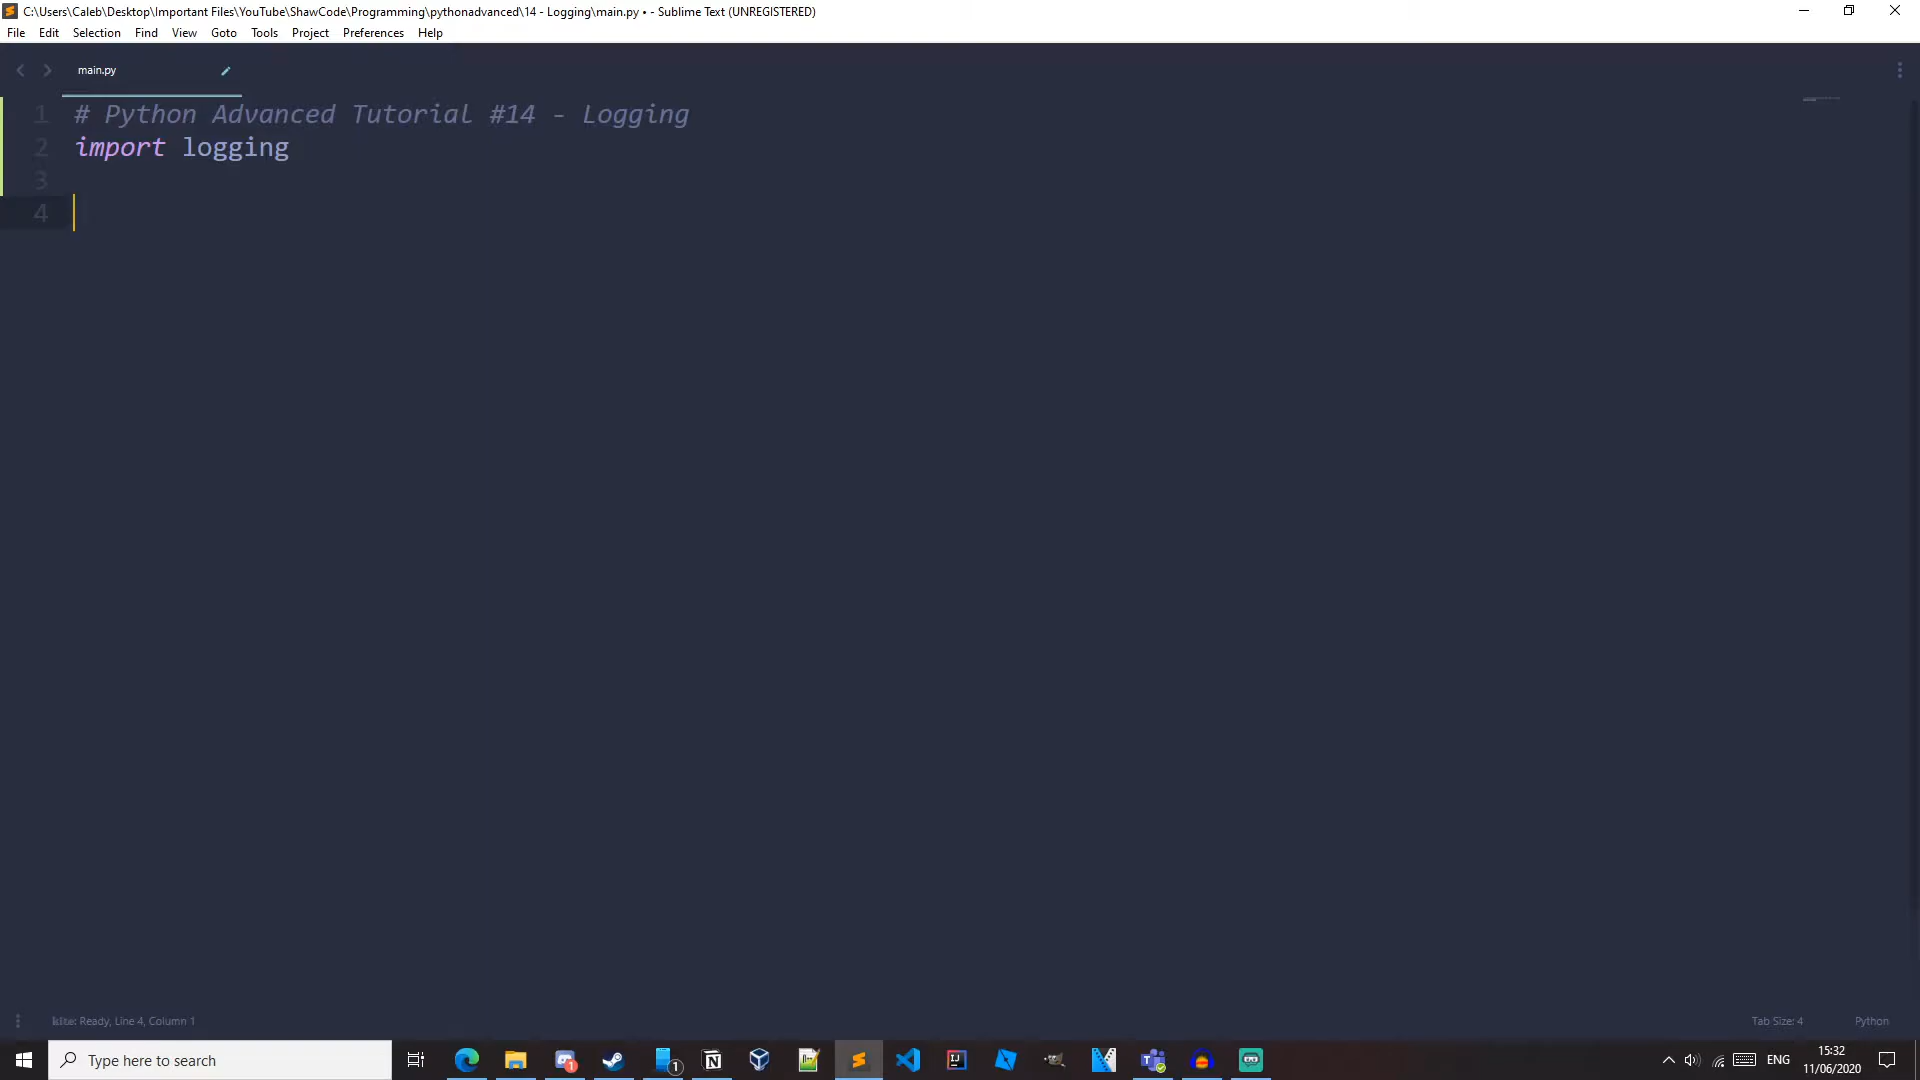 C:\Users\Caleb\Desktop\Important Files\YouTube\ShawCode\Programming\pythonadvanced\14 - Logging\main.py • - Sublime Text (UNREGISTERED)
File Edit Selection Find View Goto Tools Project Preferences Help
main.py
1 # Python Advanced Tutorial #14 - Logging
2 import logging
3
4
Ready, Line 4, Column 1
Tab Size: 4 Python
Type here to search
1
1
ENG
15:32
11/06/2020